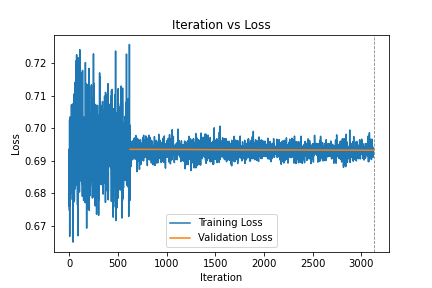 Iteration vs Loss
Loss
0.72
0.71
0.70
0.69
0.68
0.67
Training Loss
Validation Loss
0
500
1000
1500
2000
2500
3000
Iteration